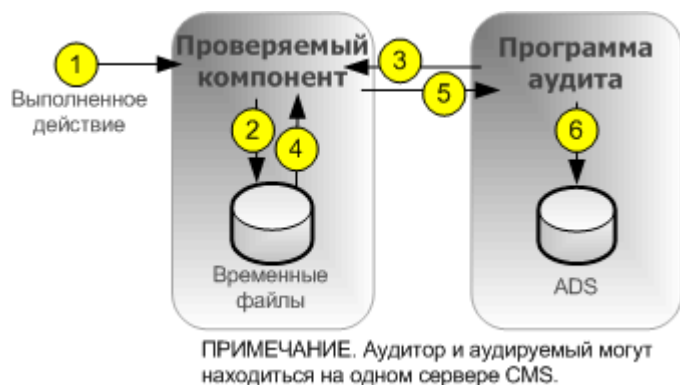 Проверяемый
компонент
Программа
аудита
1
3
5
Выполненное
действие
2
4
6
Временные
файлы
ADS
ПРИМЕЧАНИЕ. Аудитор и аудируемый могут
находиться на одном сервере CMS.